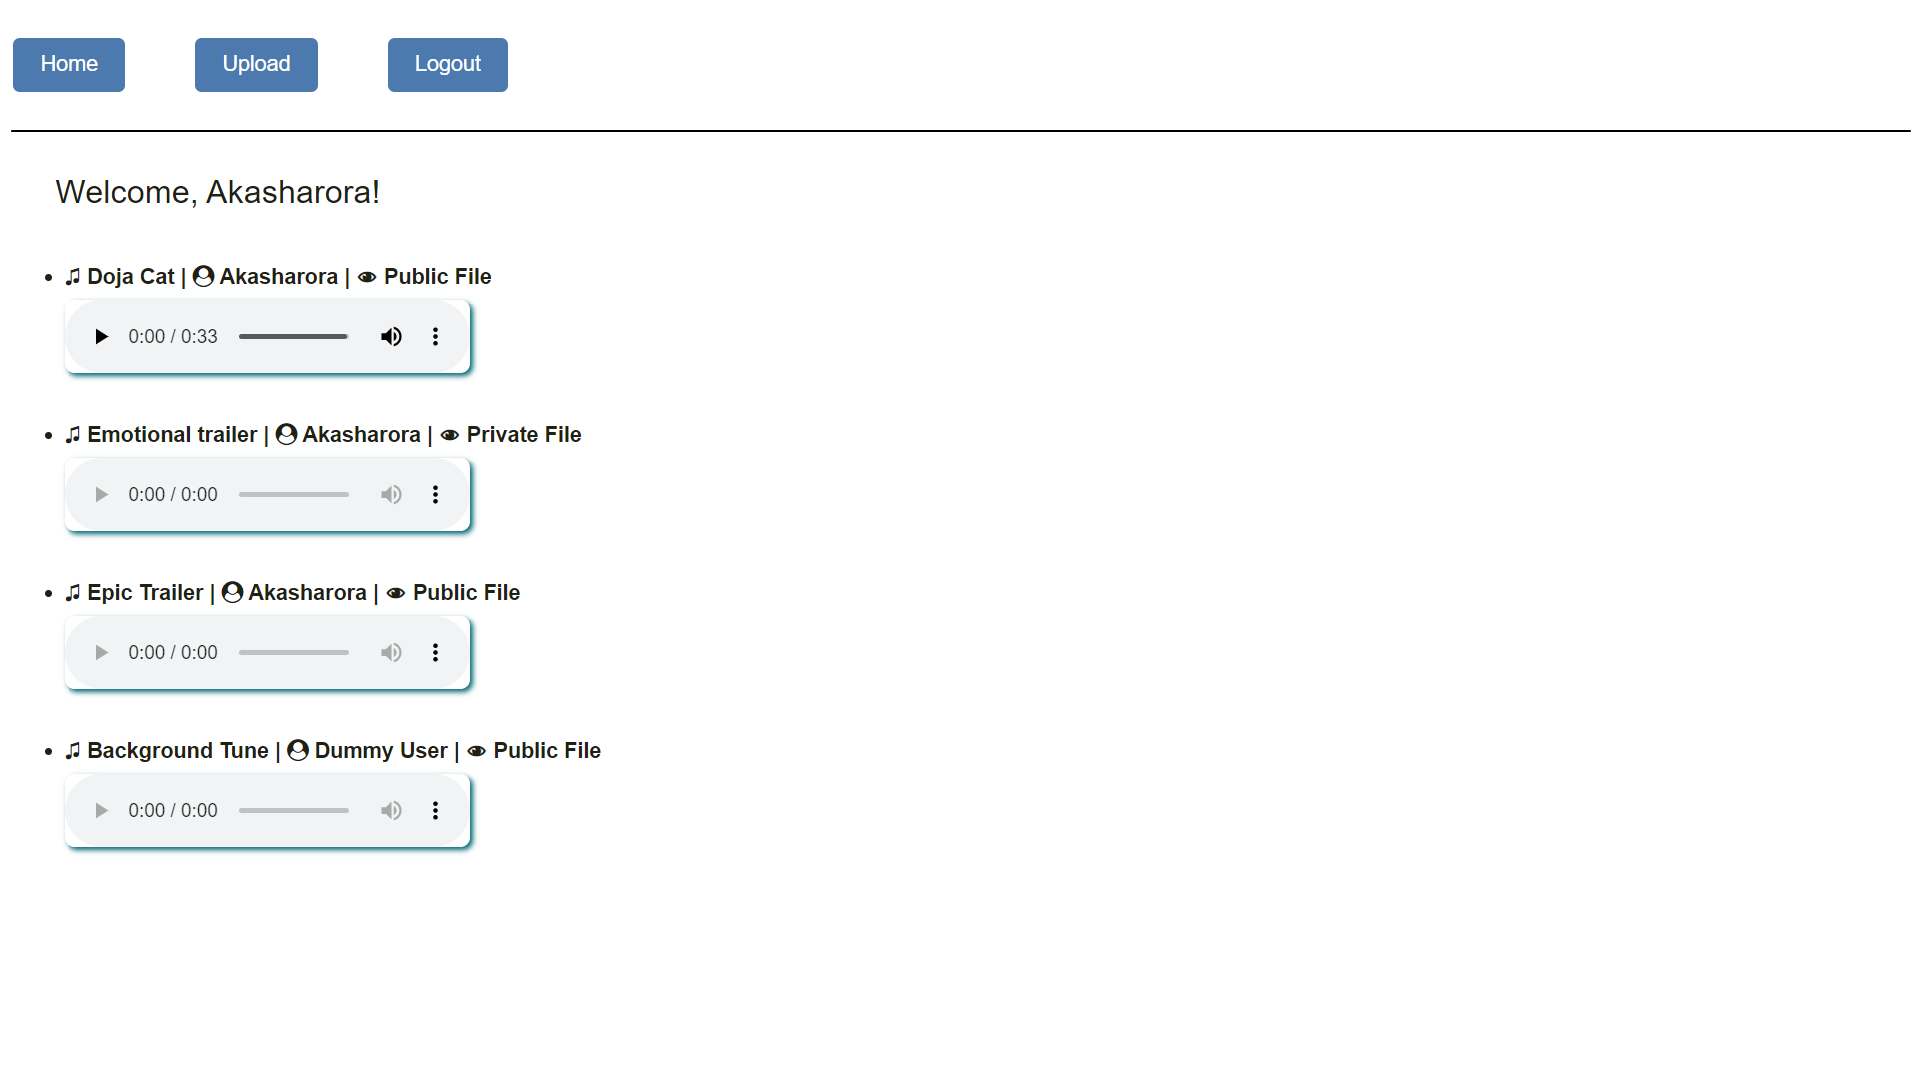 Home Upload Logout
Welcome, Akasharora!
Doja Cat | Akasharora | Public File
0:00 / 0:33
Emotional trailer | Akasharora | Private File
0:00 / 0:00
Epic Trailer | Akasharora | Public File
0:00 / 0:00
Background Tune | Dummy User | Public File
0:00 / 0:00